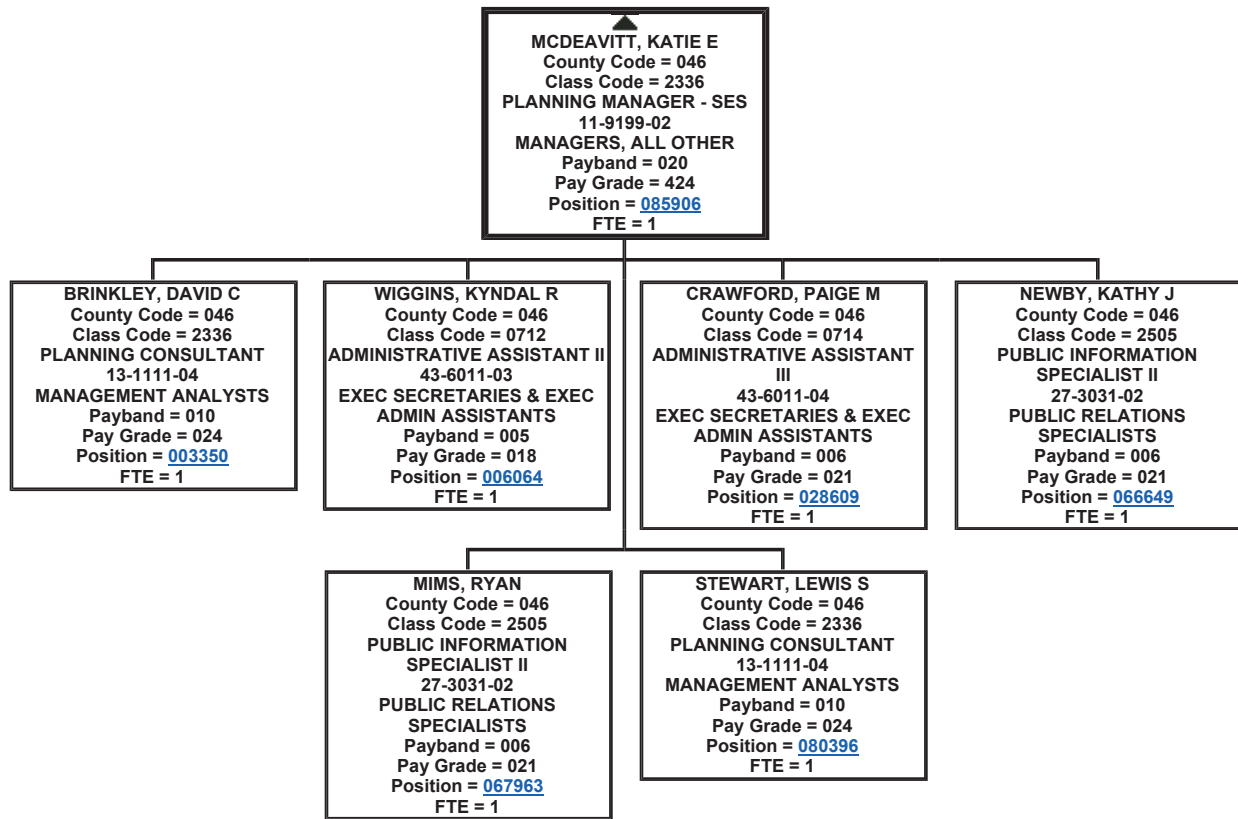 MCDEAVITT, KATIE E
County Code = 046
Class Code = 2336
PLANNING MANAGER - SES
11-9199-02
MANAGERS, ALL OTHER
Payband = 020
Pay Grade = 424
Position = 085906
FTE = 1
BRINKLEY, DAVID C
County Code = 046
Class Code = 2336
PLANNING CONSULTANT
13-1111-04
MANAGEMENT ANALYSTS
Payband = 010
Pay Grade = 024
Position = 003350
FTE = 1
WIGGINS, KYNDAL R
County Code = 046
Class Code = 0712
ADMINISTRATIVE ASSISTANT II
43-6011-03
EXEC SECRETARIES & EXEC
ADMIN ASSISTANTS
Payband = 005
Pay Grade = 018
Position = 006064
FTE = 1
CRAWFORD, PAIGE M
County Code = 046
Class Code = 0714
ADMINISTRATIVE ASSISTANT
III
43-6011-04
EXEC SECRETARIES & EXEC
ADMIN ASSISTANTS
Payband = 006
Pay Grade = 021
Position = 028609
FTE = 1
NEWBY, KATHY J
County Code = 046
Class Code = 2505
PUBLIC INFORMATION
SPECIALIST II
27-3031-02
PUBLIC RELATIONS
SPECIALISTS
Payband = 006
Pay Grade = 021
Position = 066649
FTE = 1
MIMS, RYAN
County Code = 046
Class Code = 2505
PUBLIC INFORMATION
SPECIALIST II
27-3031-02
PUBLIC RELATIONS
SPECIALISTS
Payband = 006
Pay Grade = 021
Position = 067963
FTE = 1
STEWART, LEWIS S
County Code = 046
Class Code = 2336
PLANNING CONSULTANT
13-1111-04
MANAGEMENT ANALYSTS
Payband = 010
Pay Grade = 024
Position = 080396
FTE = 1